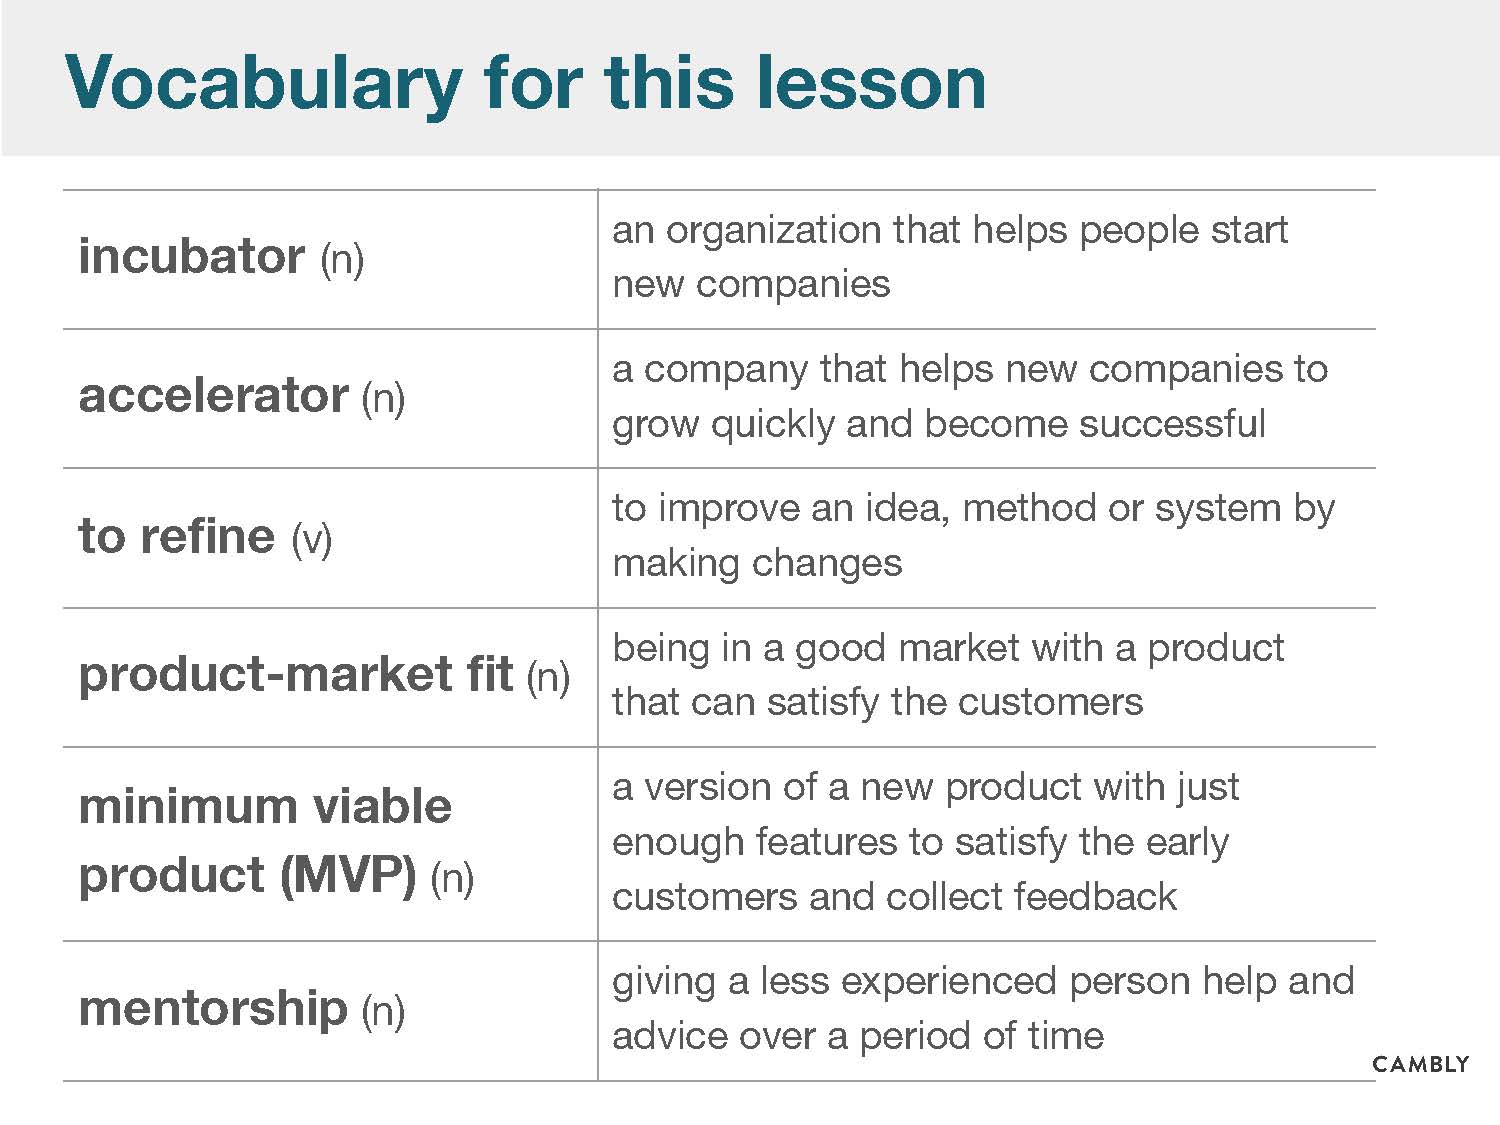 Vocabulary for this lesson
incubator (n)
an organization that helps people start
new companies
accelerator (n)
a company that helps new companies to
grow quickly and become successful
to refine (v)
to improve an idea, method or system by
making changes
product-market fit (n)
being in a good market with a product
that can satisfy the customers
minimum viable
product (MVP) (n)
a version of a new product with just
enough features to satisfy the early
customers and collect feedback
mentorship (n)
giving a less experienced person help and
advice over a period of time
CAMBLY